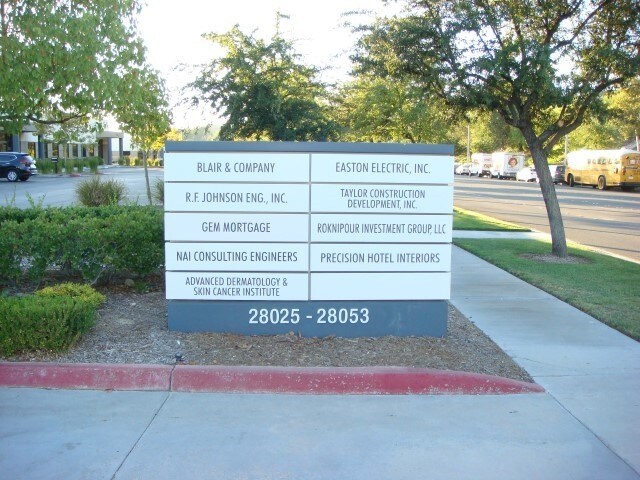 BLAIR & COMPANY
EASTON ELECTRIC, INC.
R.F. JOHNSON ENG., INC.
TAYLOR CONSTRUCTION
DEVELOPMENT, INC.
GEM MORTGAGE
ROKNIPOUR INVESTMENT GROUP, LLC
NAI CONSULTING ENGINEERS
PRECISION HOTEL INTERIORS
ADVANCED DERMATOLOGY &
SKIN CANCER INSTITUTE
28025 - 28053